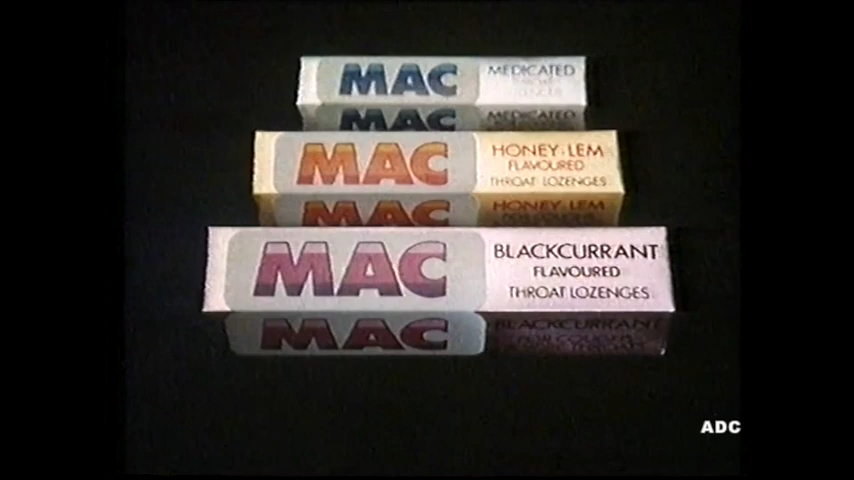 MAC MEDICATED
THROAT
MAC MEDICATED
MAC HONEY-LEM
FLAVOURED
THROAT LOZENGES
MAC HONEY-LEM
MAC BLACKCURRANT
FLAVOURED
THROAT LOZENGES
MAC BLACKCURRANT
ADC